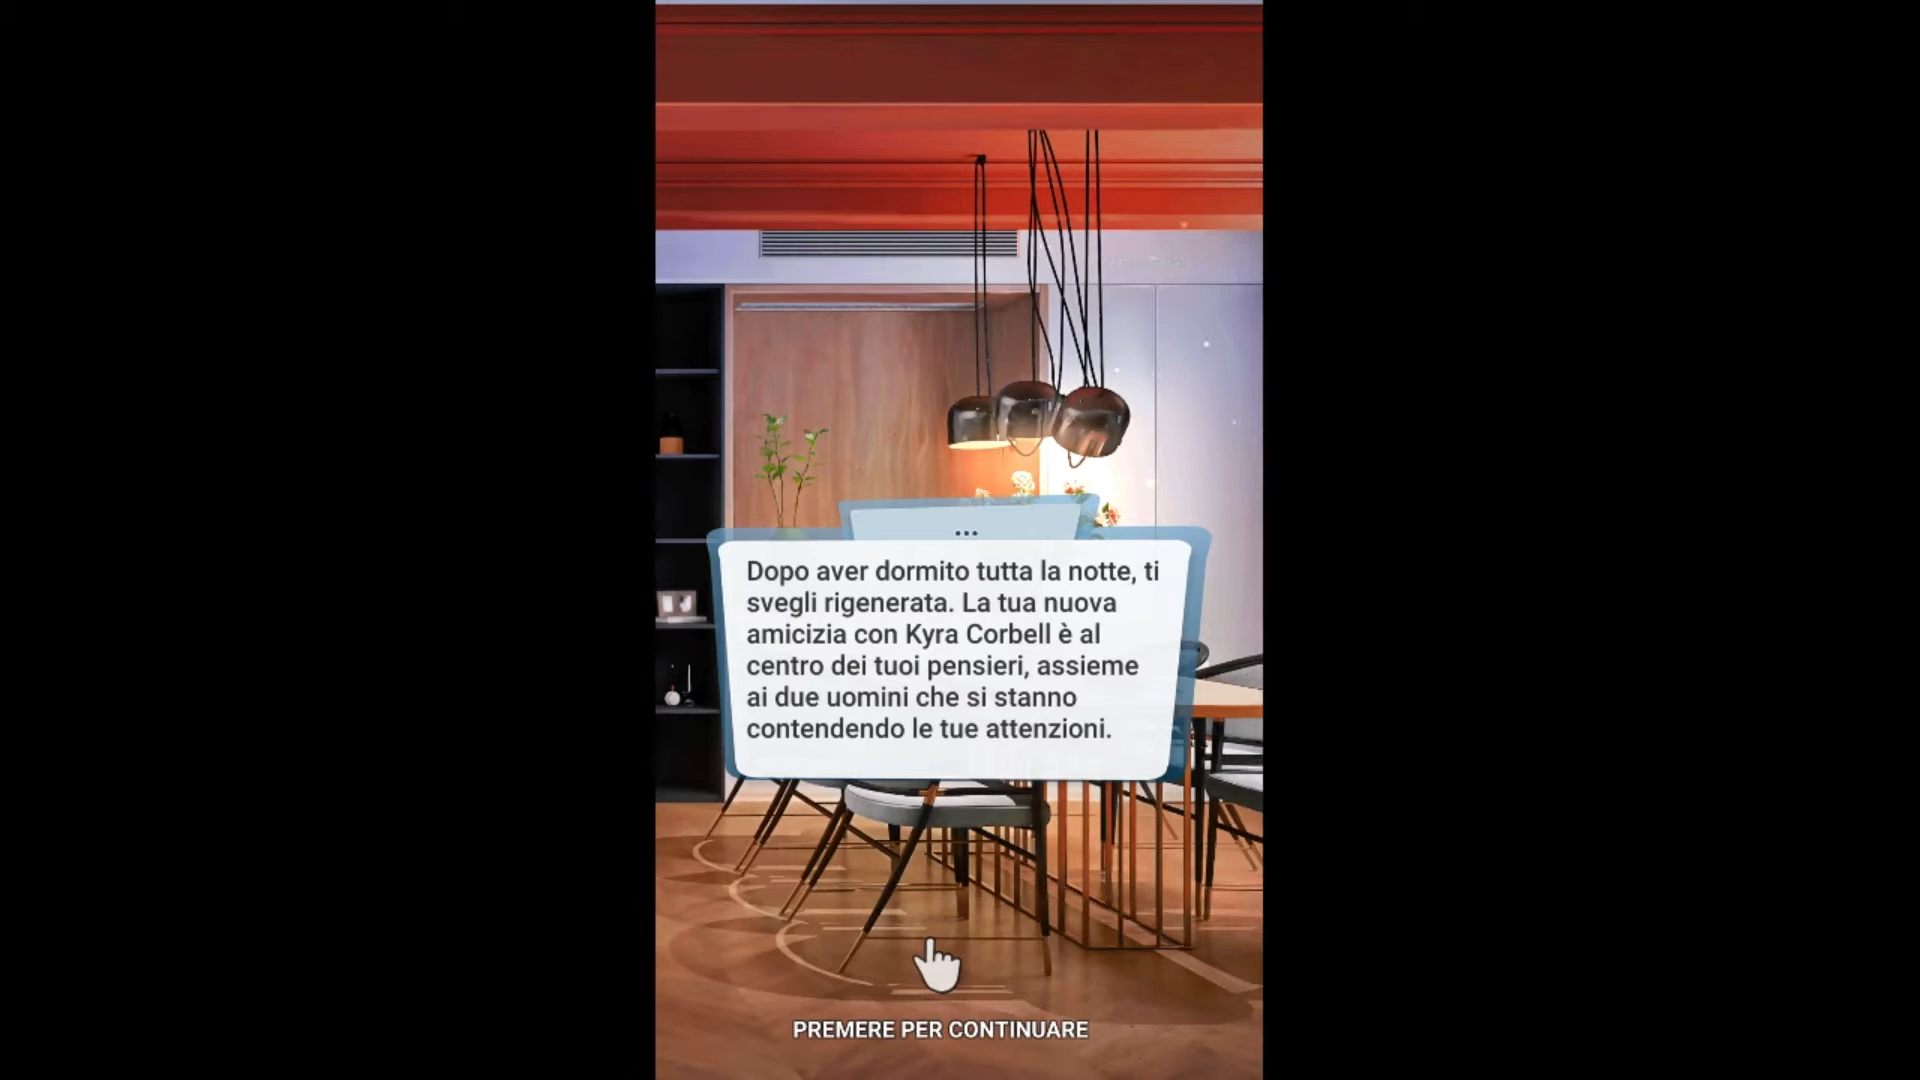 ...
Dopo aver dormito tutta la notte, ti
svegli rigenerata. La tua nuova
amicizia con Kyra Corbell è al
centro dei tuoi pensieri, assieme
ai due uomini che si stanno
contendendo le tue attenzioni.
PREMERE PER CONTINUARE